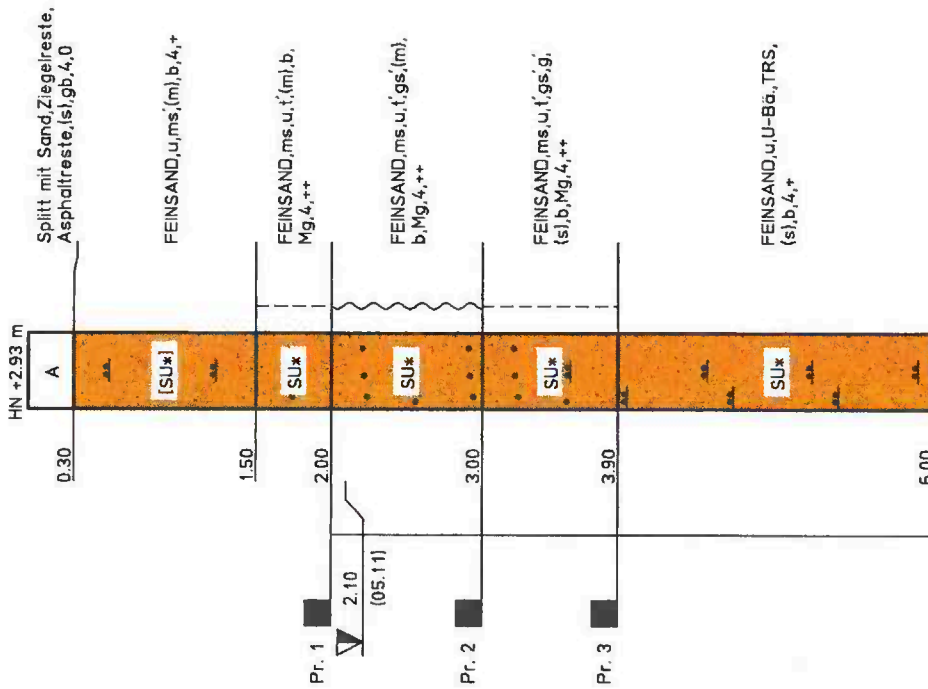 HN +2.93 m
A
0.30
Splitt mit Sand,Ziegelreste,
Asphaltreste,(s),gb,4,0
[SU*]
FEINSAND,u,ms',(m),b,4,+
1.50
SU*
FEINSAND,ms,u,t',(m),b,
Mg,4,++
2.00
Pr. 1
2.10
(05.11)
SU*
FEINSAND,ms,u,t',gs',(m),
b,Mg,4,++
3.00
Pr. 2
SU*
FEINSAND,ms,u,t',gs',g',
(s),b,Mg,4,++
3.90
Pr. 3
SU*
FEINSAND,u,U-Bä.,TRS,
(s),b,4,+
6.00